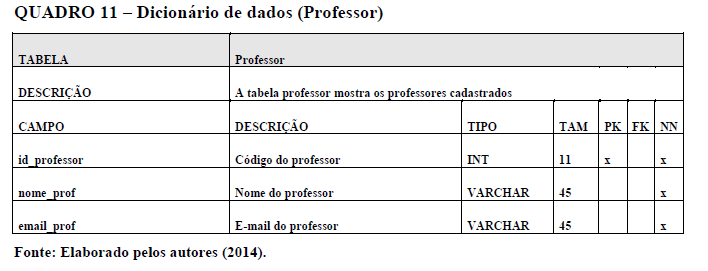 QUADRO 11 – Dicionário de dados (Professor)
TABELA Professor
DESCRIÇÃO A tabela professor mostra os professores cadastrados
CAMPO DESCRIÇÃO TIPO TAM PK FK NN
id_professor Código do professor INT 11 x x
nome_prof Nome do professor VARCHAR 45 x
email_prof E-mail do professor VARCHAR 45 x
Fonte: Elaborado pelos autores (2014).